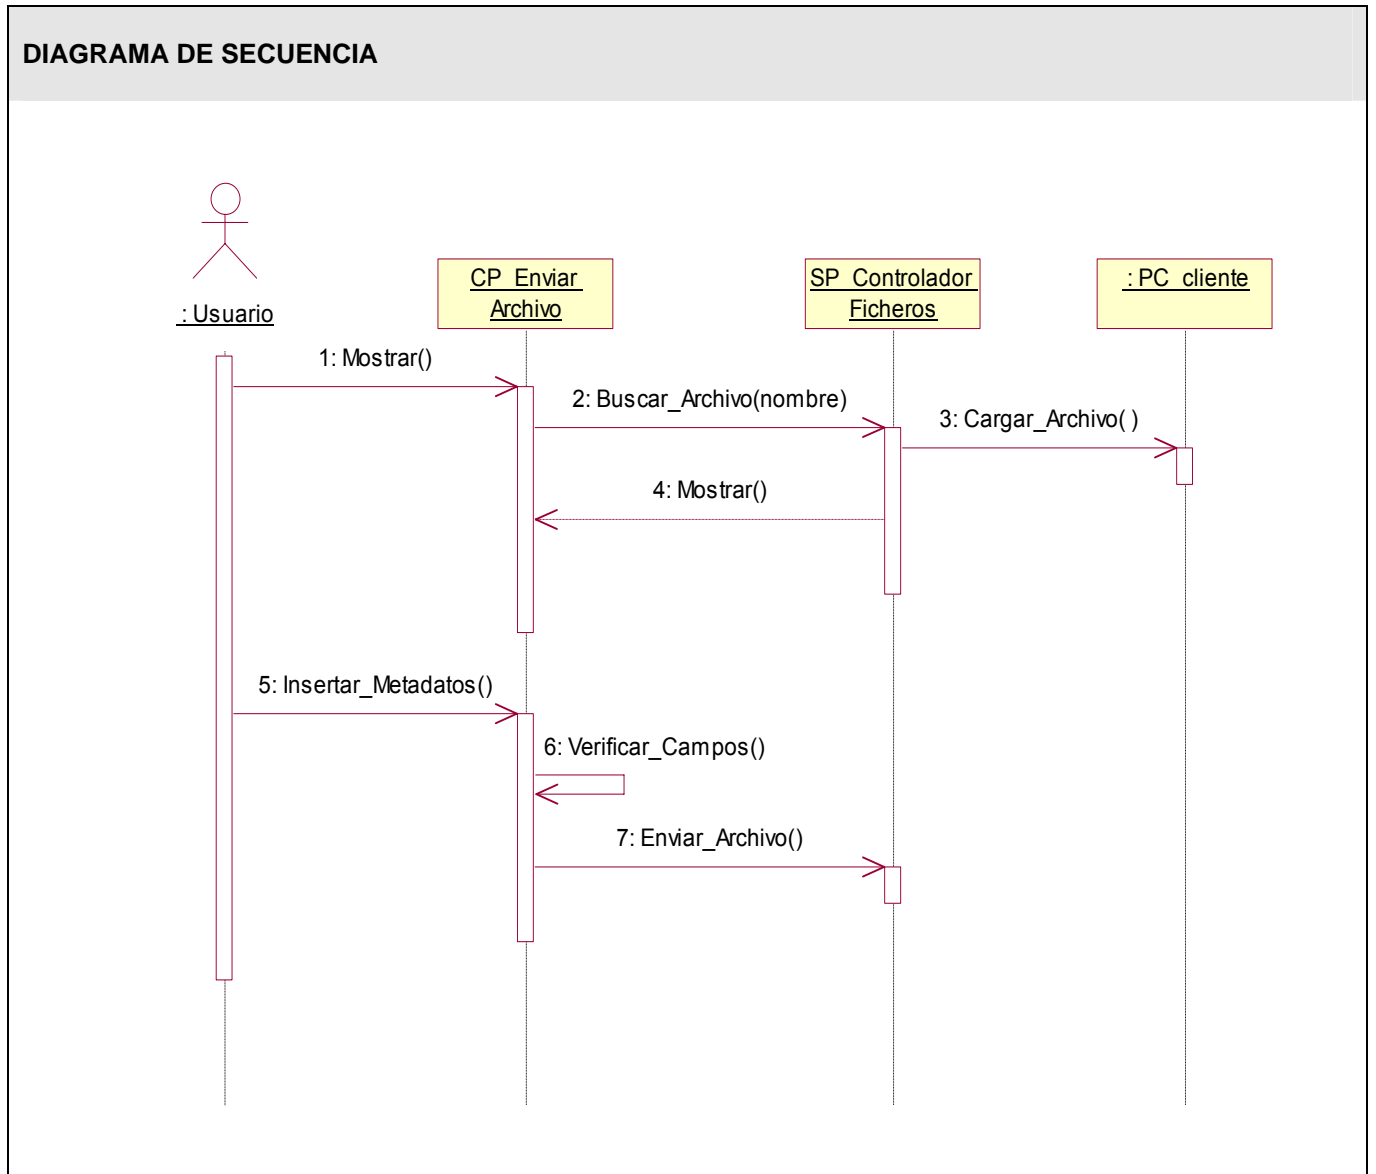 DIAGRAMA DE SECUENCIA
: Usuario
CP_Enviar
Archivo
SP_Controlador
Ficheros
: PC_cliente
1: Mostrar()
2: Buscar_Archivo(nombre)
3: Cargar_Archivo( )
4: Mostrar()
5: Insertar_Metadatos()
6: Verificar_Campos()
7: Enviar_Archivo()